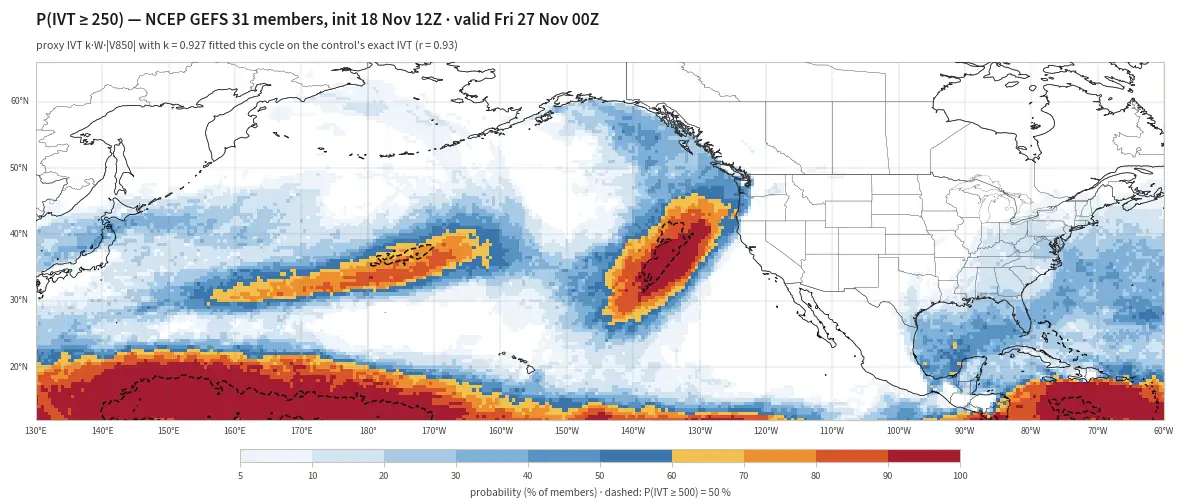 P(IVT ≥ 250) — NCEP GEFS 31 members, init 18 Nov 12Z · valid Fri 27 Nov 00Z
proxy IVT k·W·|V850| with k = 0.927 fitted this cycle on the control's exact IVT (r = 0.93)
60°N
50°N
40°N
30°N
20°N
130°E 140°E 150°E 160°E 170°E 180° 170°W 160°W 150°W 140°W 130°W 120°W 110°W 100°W 90°W 80°W 70°W 60°W
5 10 20 30 40 50 60 70 80 90 100
probability (% of members) · dashed: P(IVT ≥ 500) = 50 %